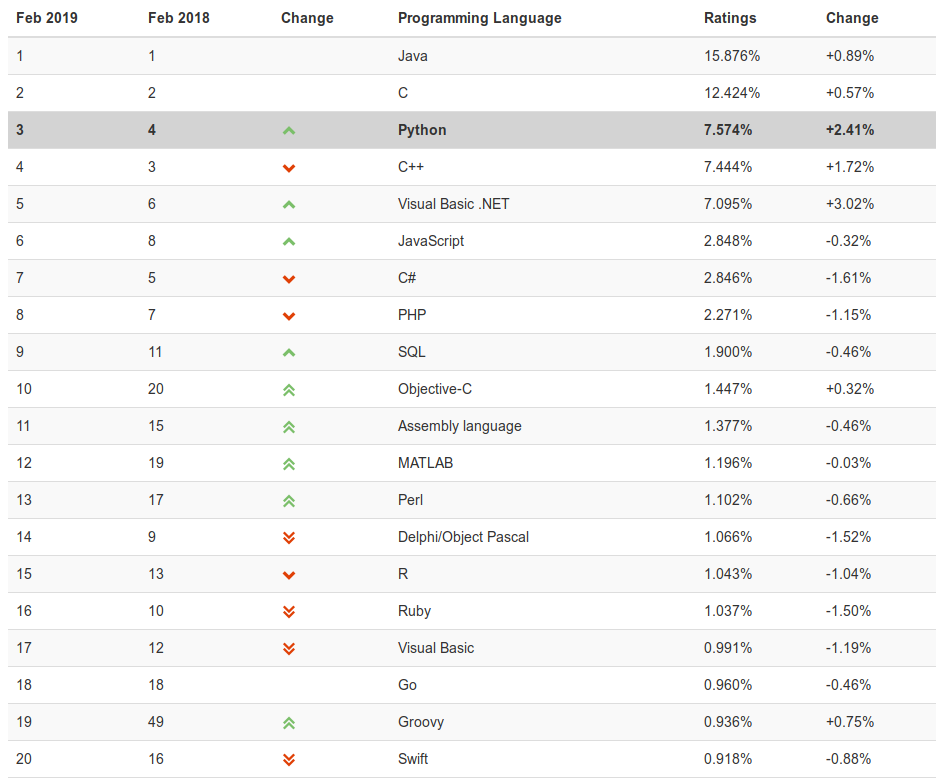 Feb 2019 Feb 2018 Change Programming Language Ratings Change
1 1 Java 15.876% +0.89%
2 2 C 12.424% +0.57%
3 4 Python 7.574% +2.41%
4 3 C++ 7.444% +1.72%
5 6 Visual Basic .NET 7.095% +3.02%
6 8 JavaScript 2.848% -0.32%
7 5 C# 2.846% -1.61%
8 7 PHP 2.271% -1.15%
9 11 SQL 1.900% -0.46%
10 20 Objective-C 1.447% +0.32%
11 15 Assembly language 1.377% -0.46%
12 19 MATLAB 1.196% -0.03%
13 17 Perl 1.102% -0.66%
14 9 Delphi/Object Pascal 1.066% -1.52%
15 13 R 1.043% -1.04%
16 10 Ruby 1.037% -1.50%
17 12 Visual Basic 0.991% -1.19%
18 18 Go 0.960% -0.46%
19 49 Groovy 0.936% +0.75%
20 16 Swift 0.918% -0.88%